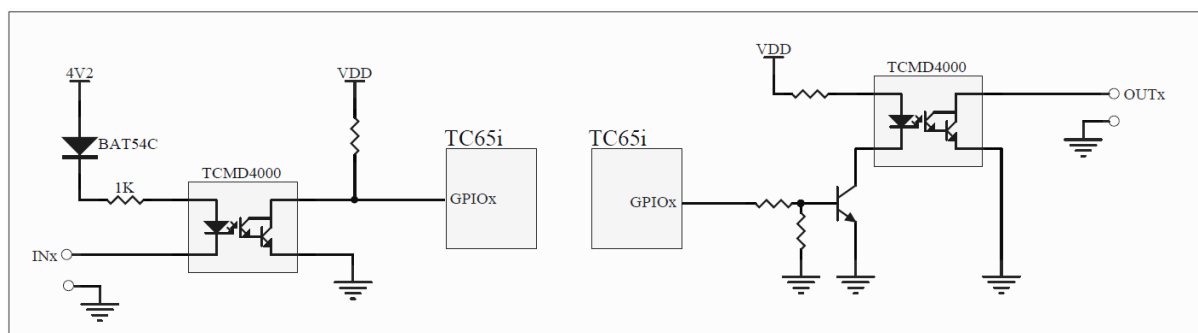 4V2
BAT54C
1K
TCMD4000
INx
VDD
TC65i
GPIOx
TC65i
GPIOx
VDD
TCMD4000
OUTx